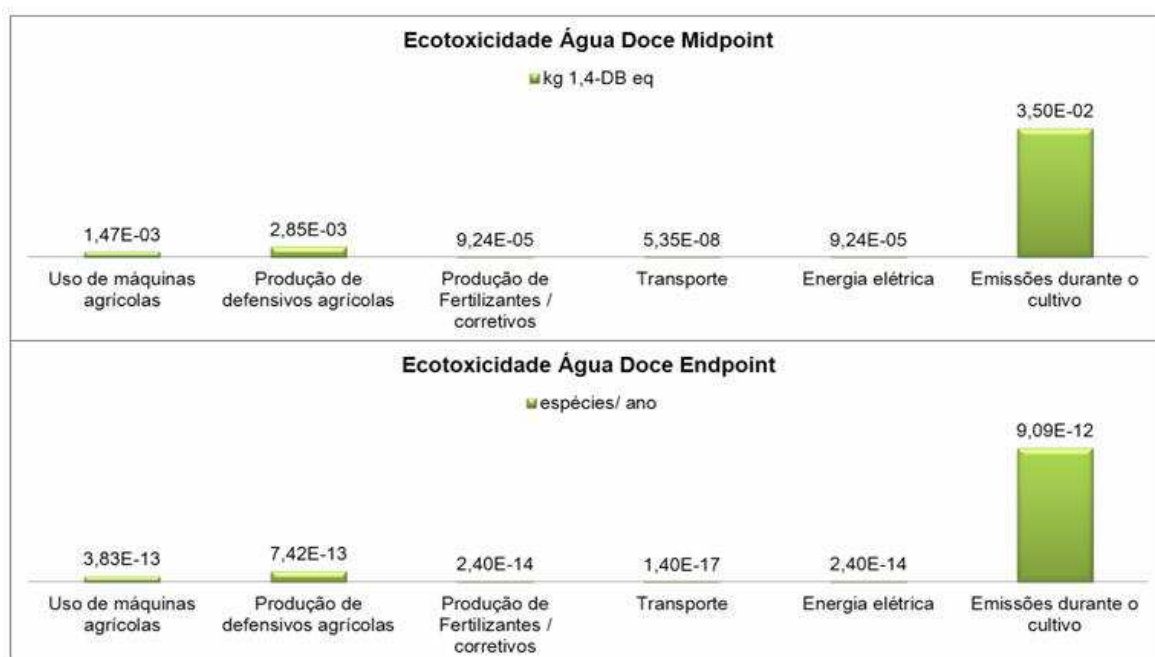 Ecotoxicidade Água Doce Midpoint
kg 1,4-DB eq
3,50E-02
1,47E-03 2,85E-03 9,24E-05 5,35E-08 9,24E-05
Uso de máquinas Produção de Produção de Transporte Energia elétrica Emissões durante o
agrícolas defensivos agrícolas Fertilizantes / cultivo
corretivos
Ecotoxicidade Água Doce Endpoint
espécies/ ano
9,09E-12
3,83E-13 7,42E-13 2,40E-14 1,40E-17 2,40E-14
Uso de máquinas Produção de Produção de Transporte Energia elétrica Emissões durante o
agrícolas defensivos agrícolas Fertilizantes / cultivo
corretivos